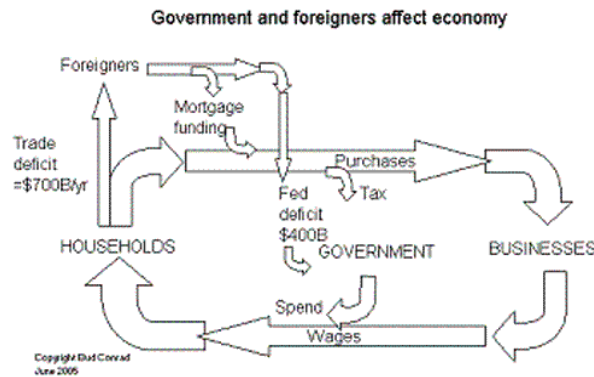 Government and foreigners affect economy
Foreigners
Mortgage
funding
Trade
deficit
=$700B/yr
Purchases
Fed
deficit
$400B
Tax
HOUSEHOLDS
GOVERNMENT
BUSINESSES
Spend
Wages
Copyright Bud Conrad
June 2005